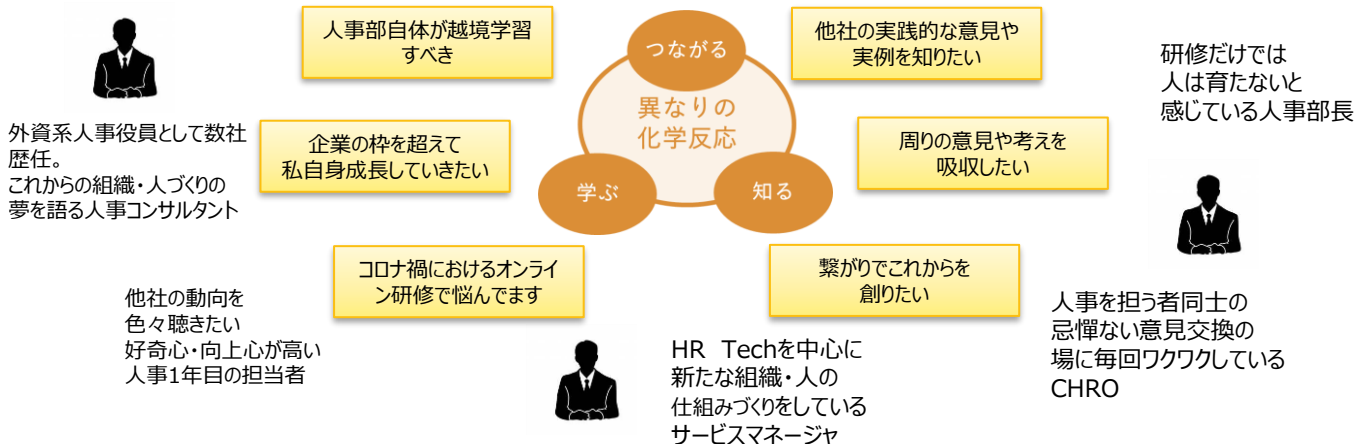 人事部自体が越境学習
すべき
つながる
他社の実践的な意見や
実例を知りたい
研修だけでは
人は育たないと
感じている人事部長
外資系人事役員として数社
歴任。
これからの組織・人づくりの
夢を語る人事コンサルタント
企業の枠を超えて
私自身成長していきたい
異なりの
化学反応
周りの意見や考えを
吸収したい
学ぶ
知る
コロナ禍におけるオンライ
ン研修で悩んでます
繋がりでこれからを
創りたい
他社の動向を
色々聴きたい
好奇心・向上心が高い
人事1年目の担当者
HR Techを中心に
新たな組織・人の
仕組みづくりをしている
サービスマネージャ
人事を担う者同士の
忌憚ない意見交換の
場に毎回ワクワクしている
CHRO